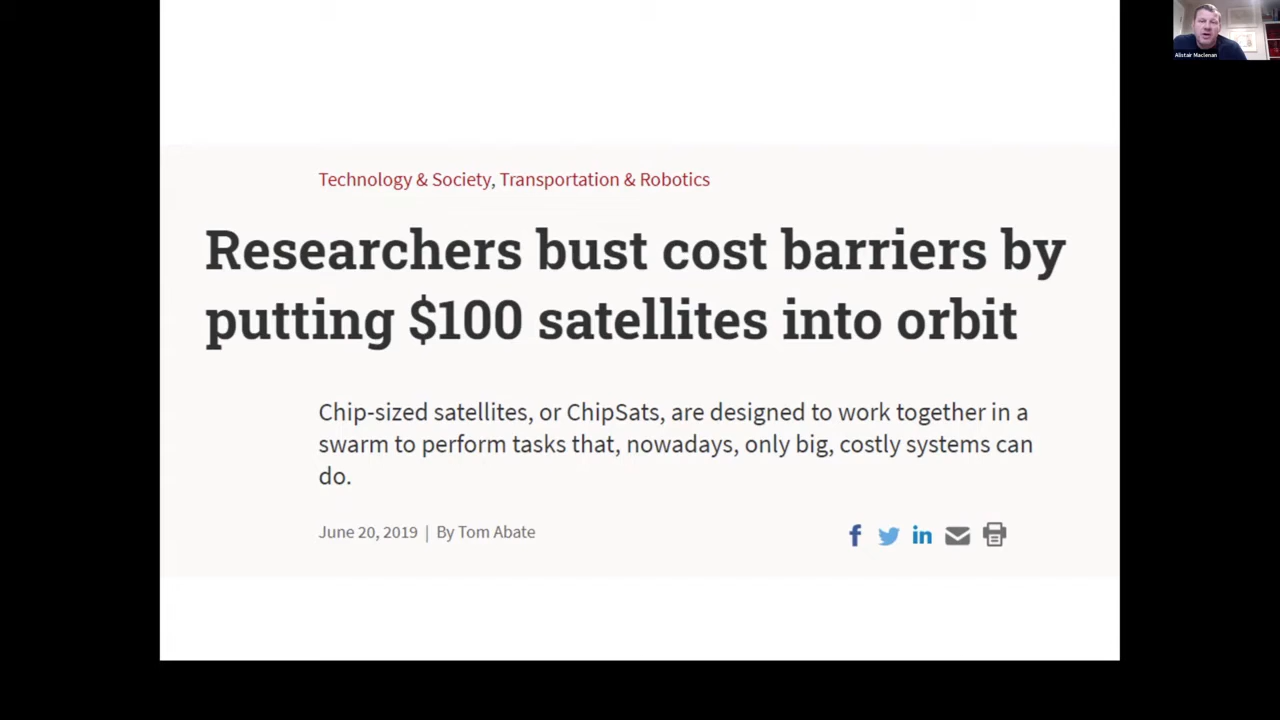 Technology & Society, Transportation & Robotics
Researchers bust cost barriers by
putting $100 satellites into orbit
Chip-sized satellites, or ChipSats, are designed to work together in a
swarm to perform tasks that, nowadays, only big, costly systems can
do.
June 20, 2019 | By Tom Abate
Alistair Maclenan